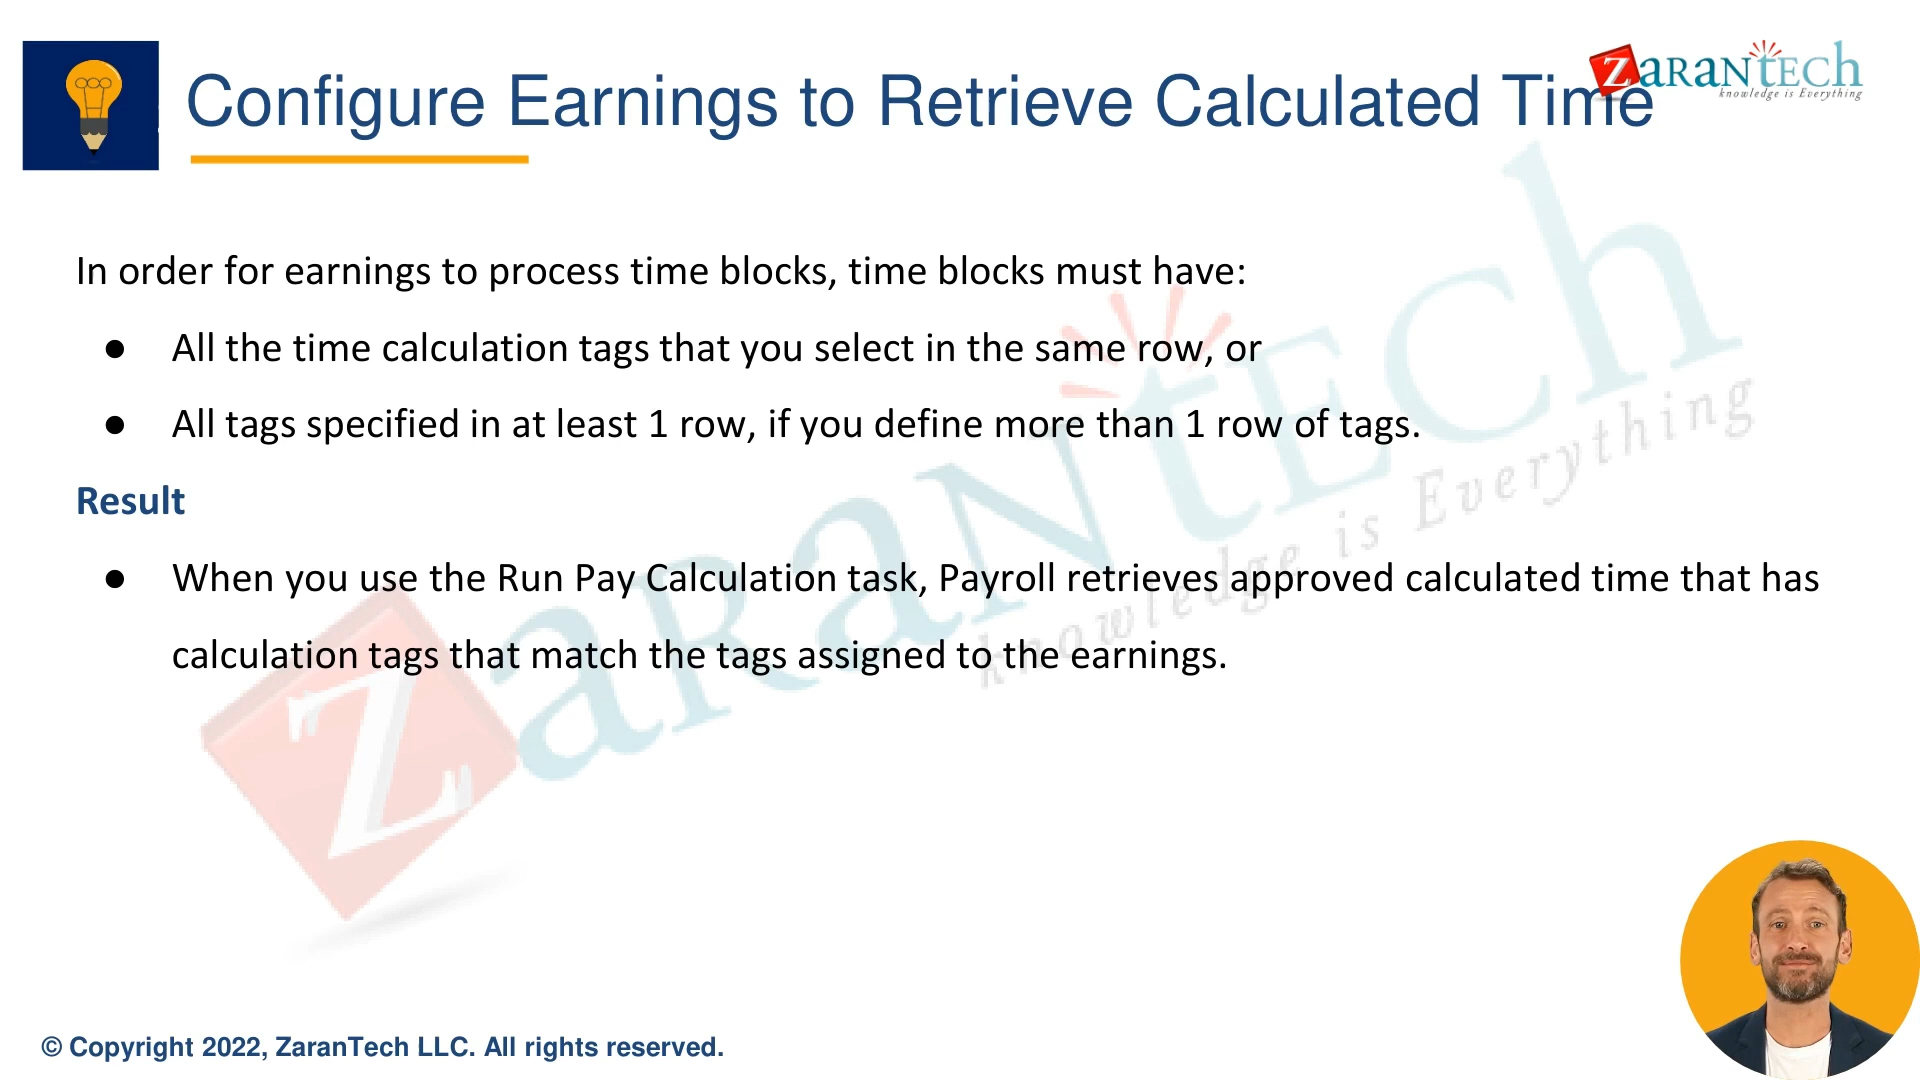 Configure Earnings to Retrieve Calculated Time
ZARANTECH
knowledge is Everything
In order for earnings to process time blocks, time blocks must have:
● All the time calculation tags that you select in the same row, or
● All tags specified in at least 1 row, if you define more than 1 row of tags.
Result
● When you use the Run Pay Calculation task, Payroll retrieves approved calculated time that has
calculation tags that match the tags assigned to the earnings.
ZARANTECH
knowledge is Everything
© Copyright 2022, ZaranTech LLC. All rights reserved.